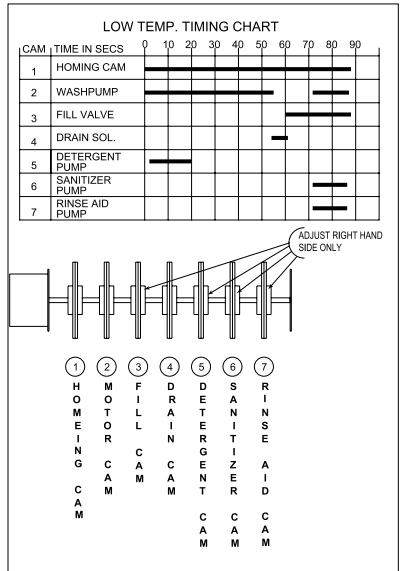 LOW TEMP. TIMING CHART
CAM TIME IN SECS 0 10 20 30 40 50 60 70 80 90
1 HOMING CAM
2 WASHPUMP
3 FILL VALVE
4 DRAIN SOL.
5 DETERGENT PUMP
6 SANITIZER PUMP
7 RINSE AID PUMP
ADJUST RIGHT HAND
SIDE ONLY
1 2 3 4 5 6 7
HOMEING CAM
MOTOR CAM
FILL CAM
DRAIN CAM
DETERGENT CAM
SANITIZER CAM
RINSE AID CAM